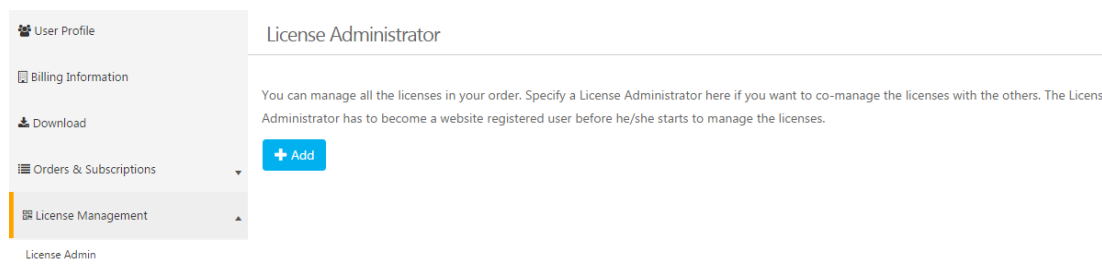 User Profile
Billing Information
Download
Orders & Subscriptions
License Management
License Admin
License Administrator
You can manage all the licenses in your order. Specify a License Administrator here if you want to co-manage the licenses with the others. The Licens
Administrator has to become a website registered user before he/she starts to manage the licenses.
Add